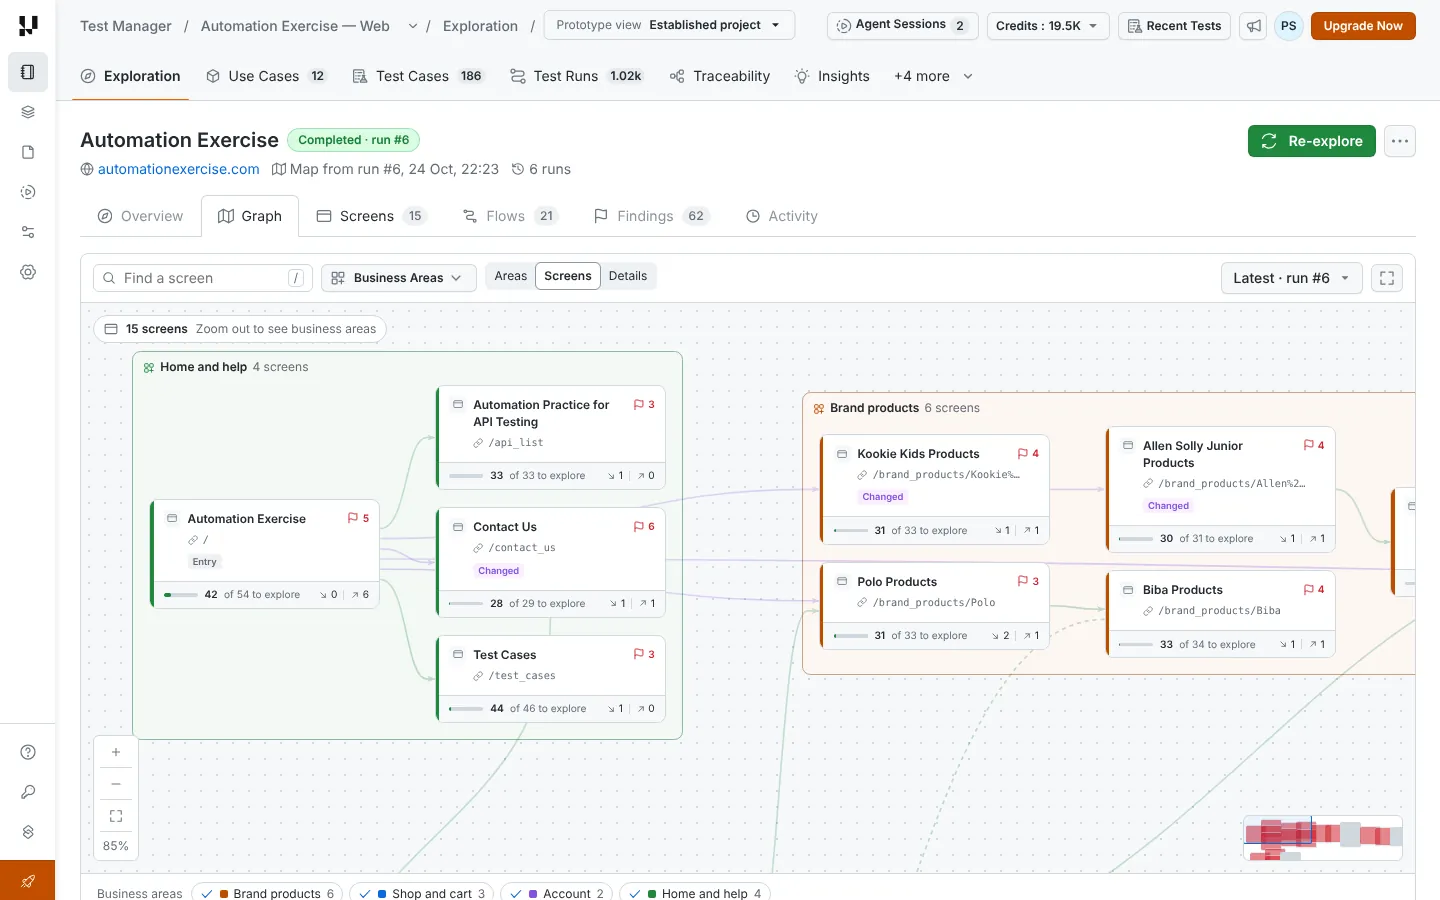 Test Manager / Automation Exercise — Web / Exploration / Prototype view Established project Agent Sessions 2 Credits : 19.5K Recent Tests PS Upgrade Now
Exploration Use Cases 12 Test Cases 186 Test Runs 1.02k Traceability Insights +4 more
Automation Exercise Completed · run #6 Re-explore
automationexercise.com Map from run #6, 24 Oct, 22:23 6 runs
Overview Graph Screens 15 Flows 21 Findings 62 Activity
Find a screen / Business Areas Areas Screens Details Latest · run #6
15 screens Zoom out to see business areas
Home and help 4 screens
Automation Practice for API Testing 3
/api_list
33 of 33 to explore 1 0
Automation Exercise 5
/
Entry
42 of 54 to explore 0 6
Contact Us 6
/contact_us
Changed
28 of 29 to explore 1 1
Test Cases 3
/test_cases
44 of 46 to explore 1 0
Brand products 6 screens
Kookie Kids Products 4
/brand_products/Kookie%…
Changed
31 of 33 to explore 1 1
Allen Solly Junior Products 4
/brand_products/Allen%2…
Changed
30 of 31 to explore 1 1
Polo Products 3
/brand_products/Polo
31 of 33 to explore 2 1
Biba Products 4
/brand_products/Biba
33 of 34 to explore 1 1
85%
Business areas Brand products 6 Shop and cart 3 Account 2 Home and help 4